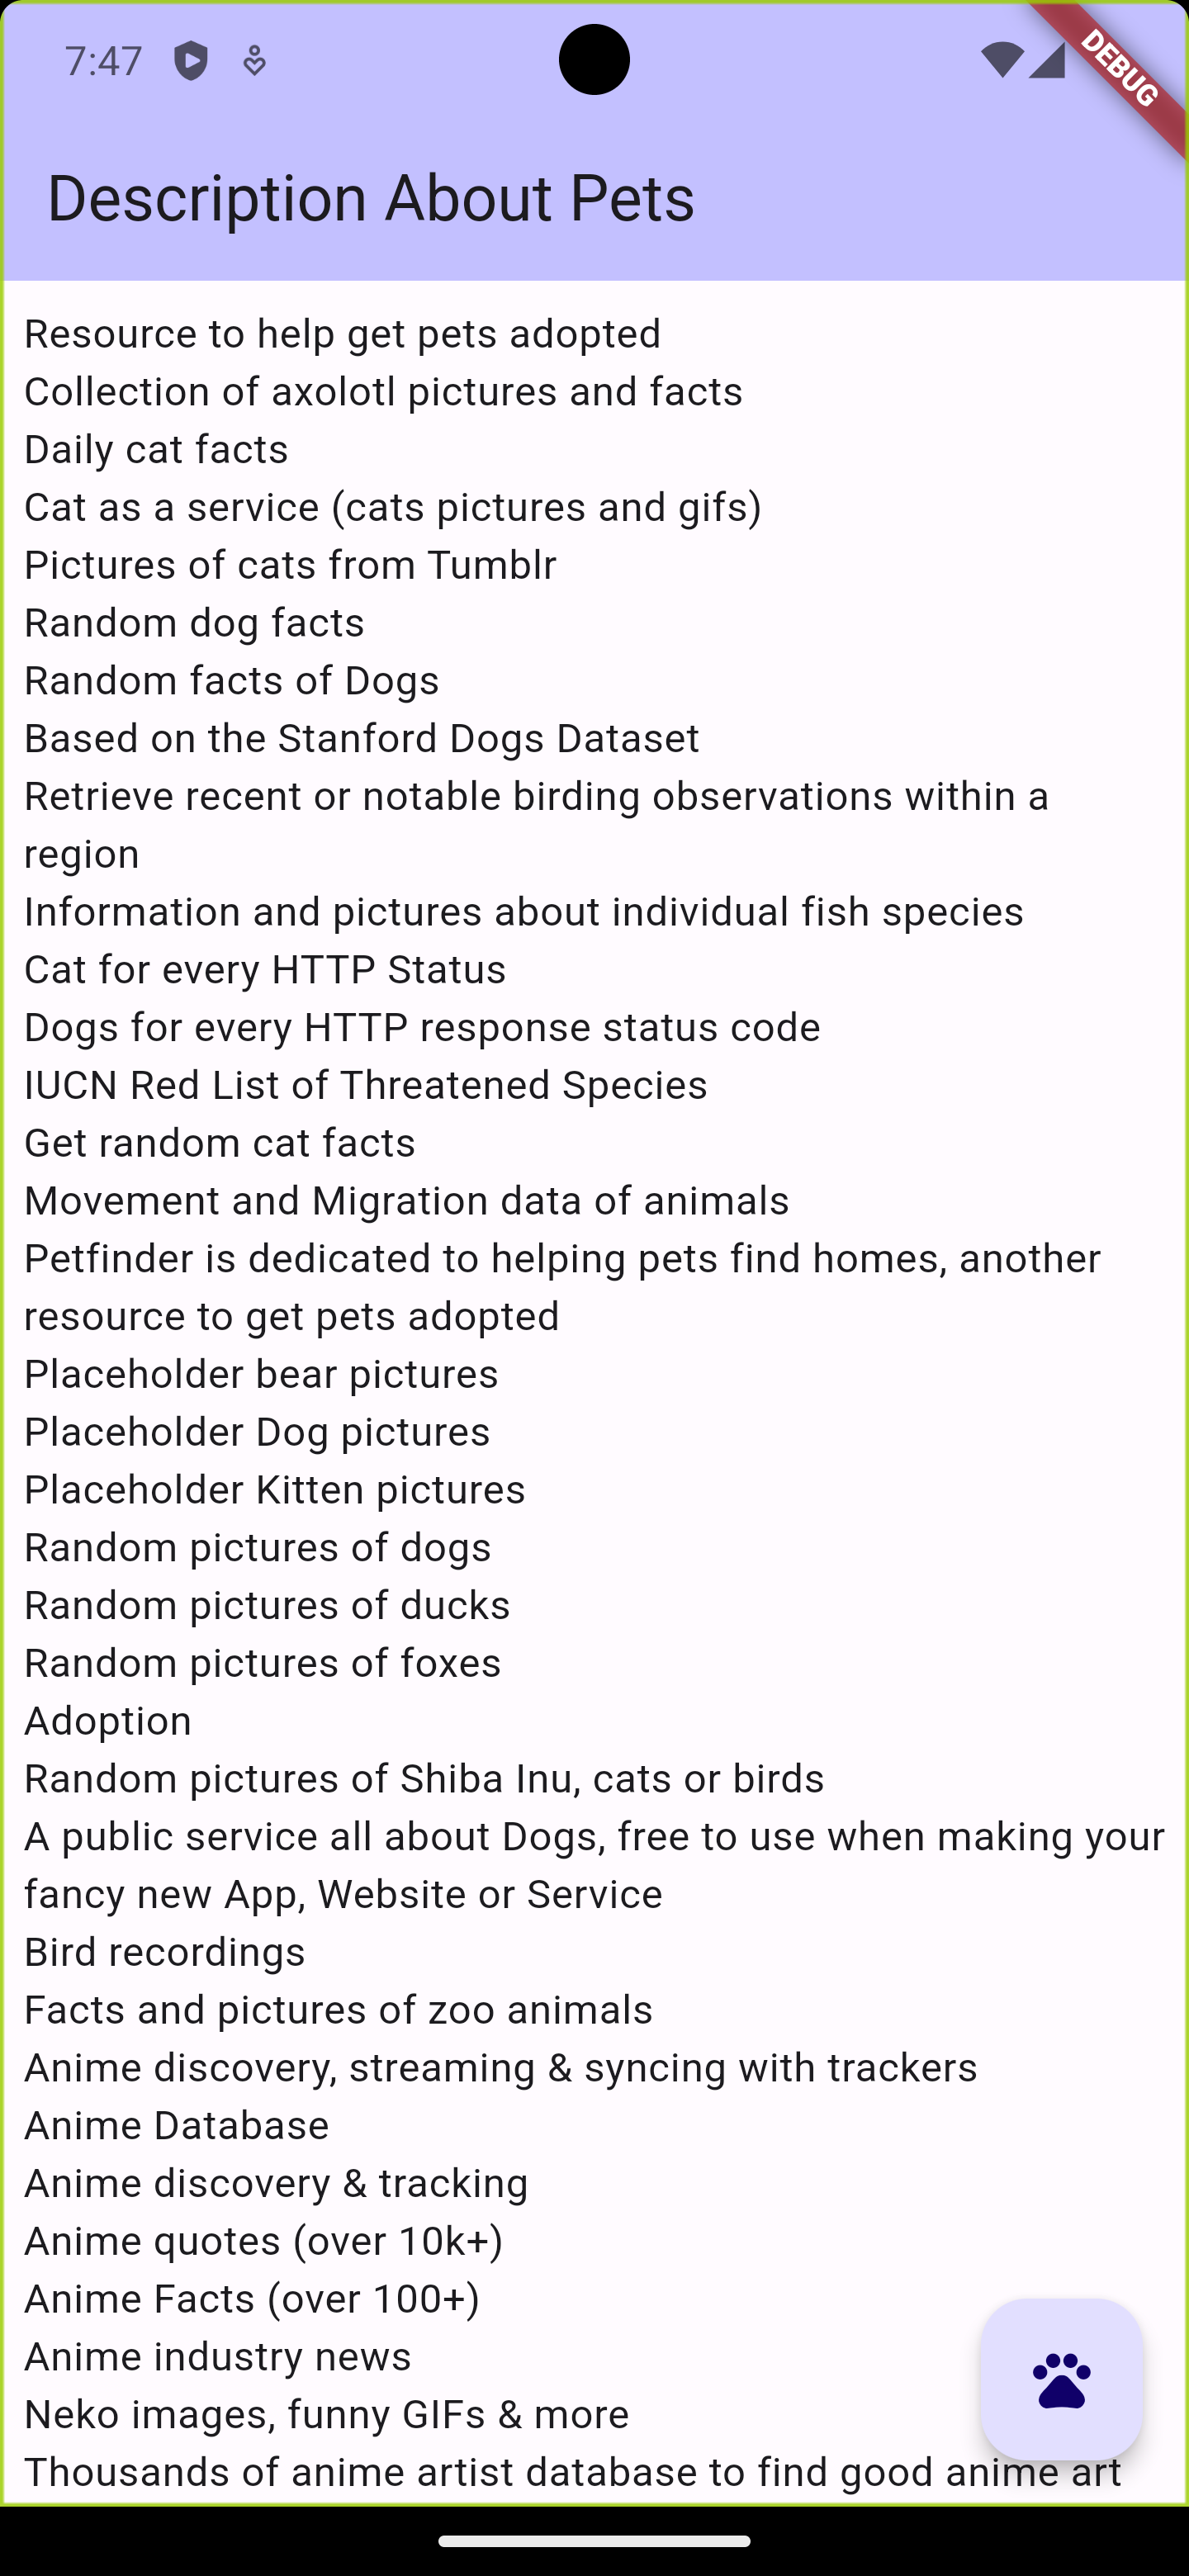 7:47
DEBUG
Description About Pets
Resource to help get pets adopted
Collection of axolotl pictures and facts
Daily cat facts
Cat as a service (cats pictures and gifs)
Pictures of cats from Tumblr
Random dog facts
Random facts of Dogs
Based on the Stanford Dogs Dataset
Retrieve recent or notable birding observations within a
region
Information and pictures about individual fish species
Cat for every HTTP Status
Dogs for every HTTP response status code
IUCN Red List of Threatened Species
Get random cat facts
Movement and Migration data of animals
Petfinder is dedicated to helping pets find homes, another
resource to get pets adopted
Placeholder bear pictures
Placeholder Dog pictures
Placeholder Kitten pictures
Random pictures of dogs
Random pictures of ducks
Random pictures of foxes
Adoption
Random pictures of Shiba Inu, cats or birds
A public service all about Dogs, free to use when making your
fancy new App, Website or Service
Bird recordings
Facts and pictures of zoo animals
Anime discovery, streaming & syncing with trackers
Anime Database
Anime discovery & tracking
Anime quotes (over 10k+)
Anime Facts (over 100+)
Anime industry news
Neko images, funny GIFs & more
Thousands of anime artist database to find good anime art